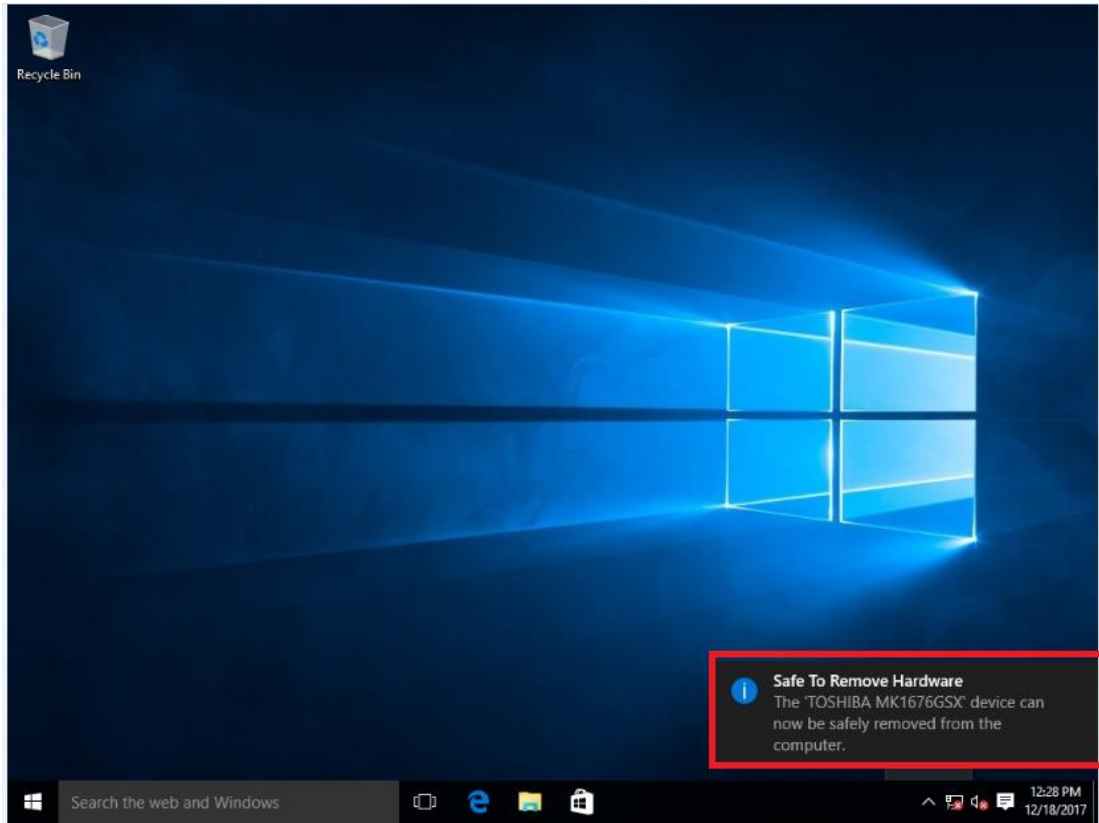 Recycle Bin
Safe To Remove Hardware
The 'TOSHIBA MK1676GSX' device can
now be safely removed from the
computer.
Search the web and Windows
12:28 PM
12/18/2017